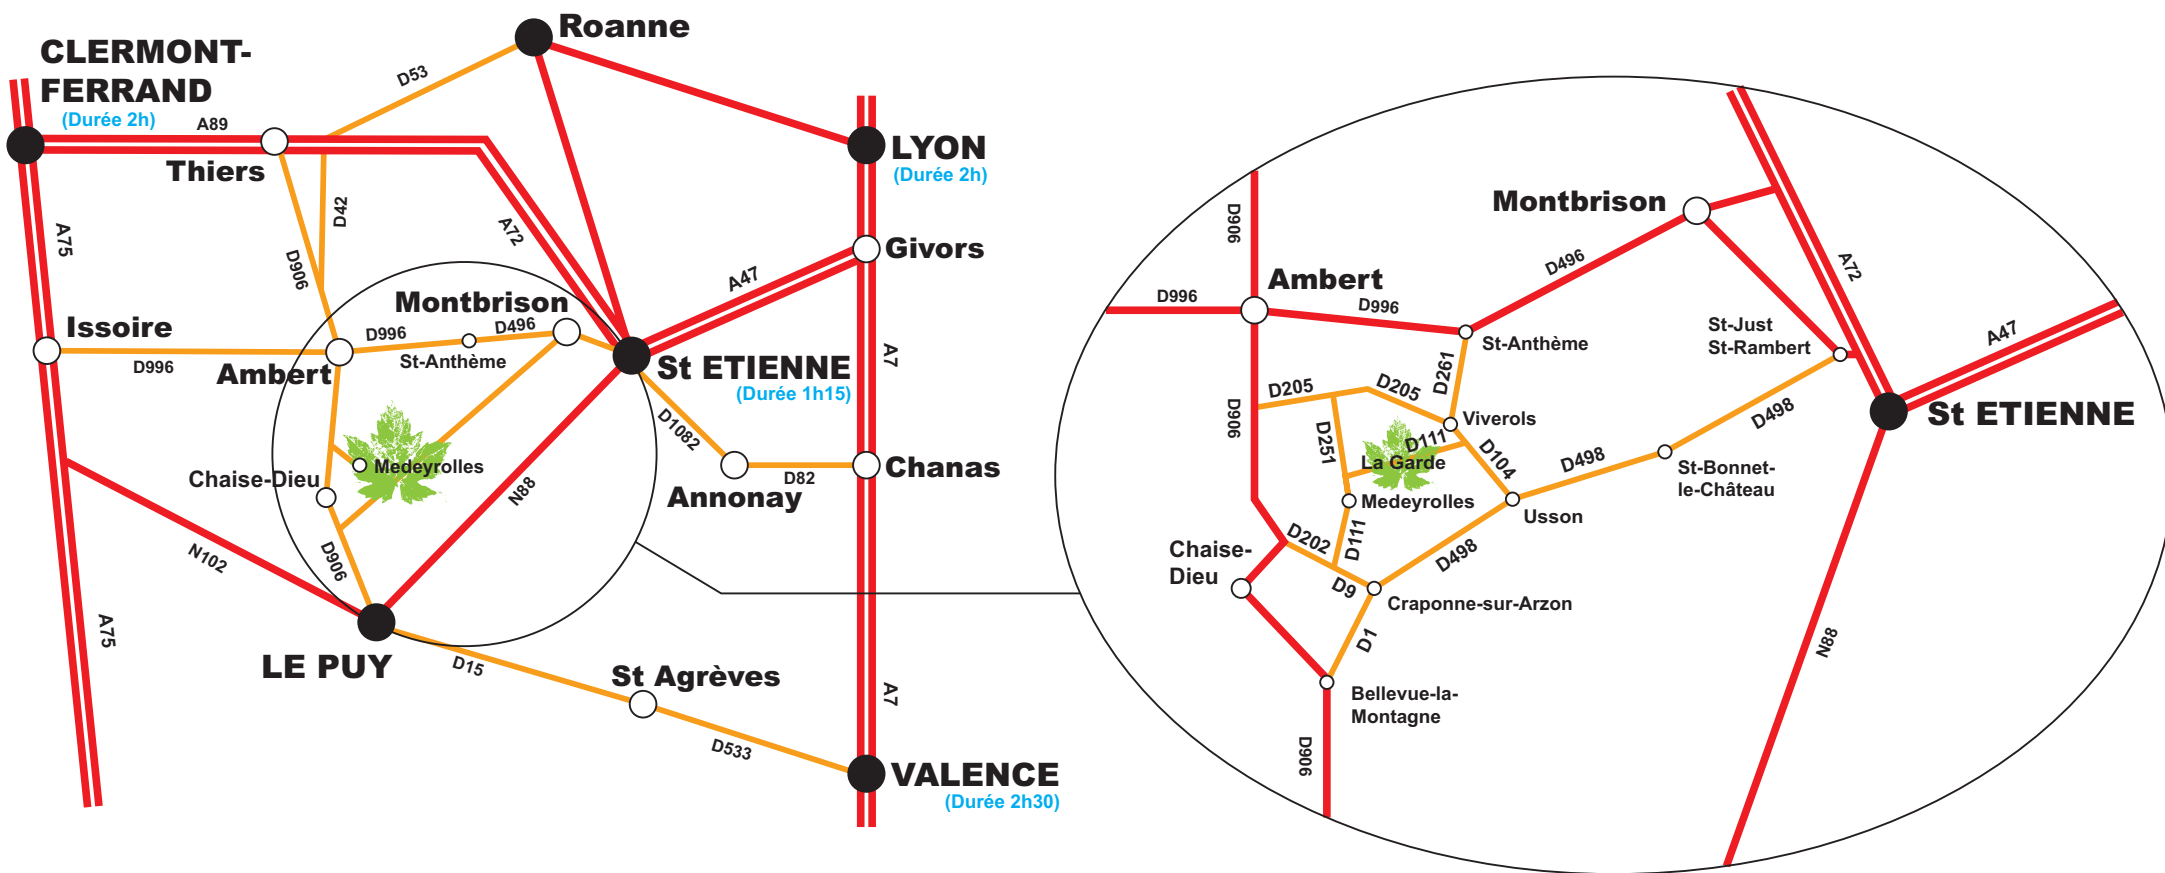 Roanne
CLERMONT-
FERRAND
(Durée 2h)
D53
A89
Thiers
LYON
(Durée 2h)
D42
A72
A75
D906
Givors
A47
Montbrison
Issoire
D996
D496
St-Anthème
D996
Ambert
St ETIENNE
(Durée 1h15)
A7
D1082
Medeyrolles
Chaise-Dieu
N88
D82
Chanas
Annonay
N102
D906
A75
LE PUY
D15
St Agrèves
A7
D533
VALENCE
(Durée 2h30)
D906
Montbrison
D496
A72
Ambert
D996
D996
St-Just
St-Rambert
A47
St-Anthème
D261
D205
D205
D906
Viverols
D498
St ETIENNE
D251
D111
La Garde
D104
D498
St-Bonnet-
le-Château
Medeyrolles
Usson
D202
D111
D498
Chaise-
Dieu
D9
Craponne-sur-Arzon
D1
N88
Bellevue-la-
Montagne
D906